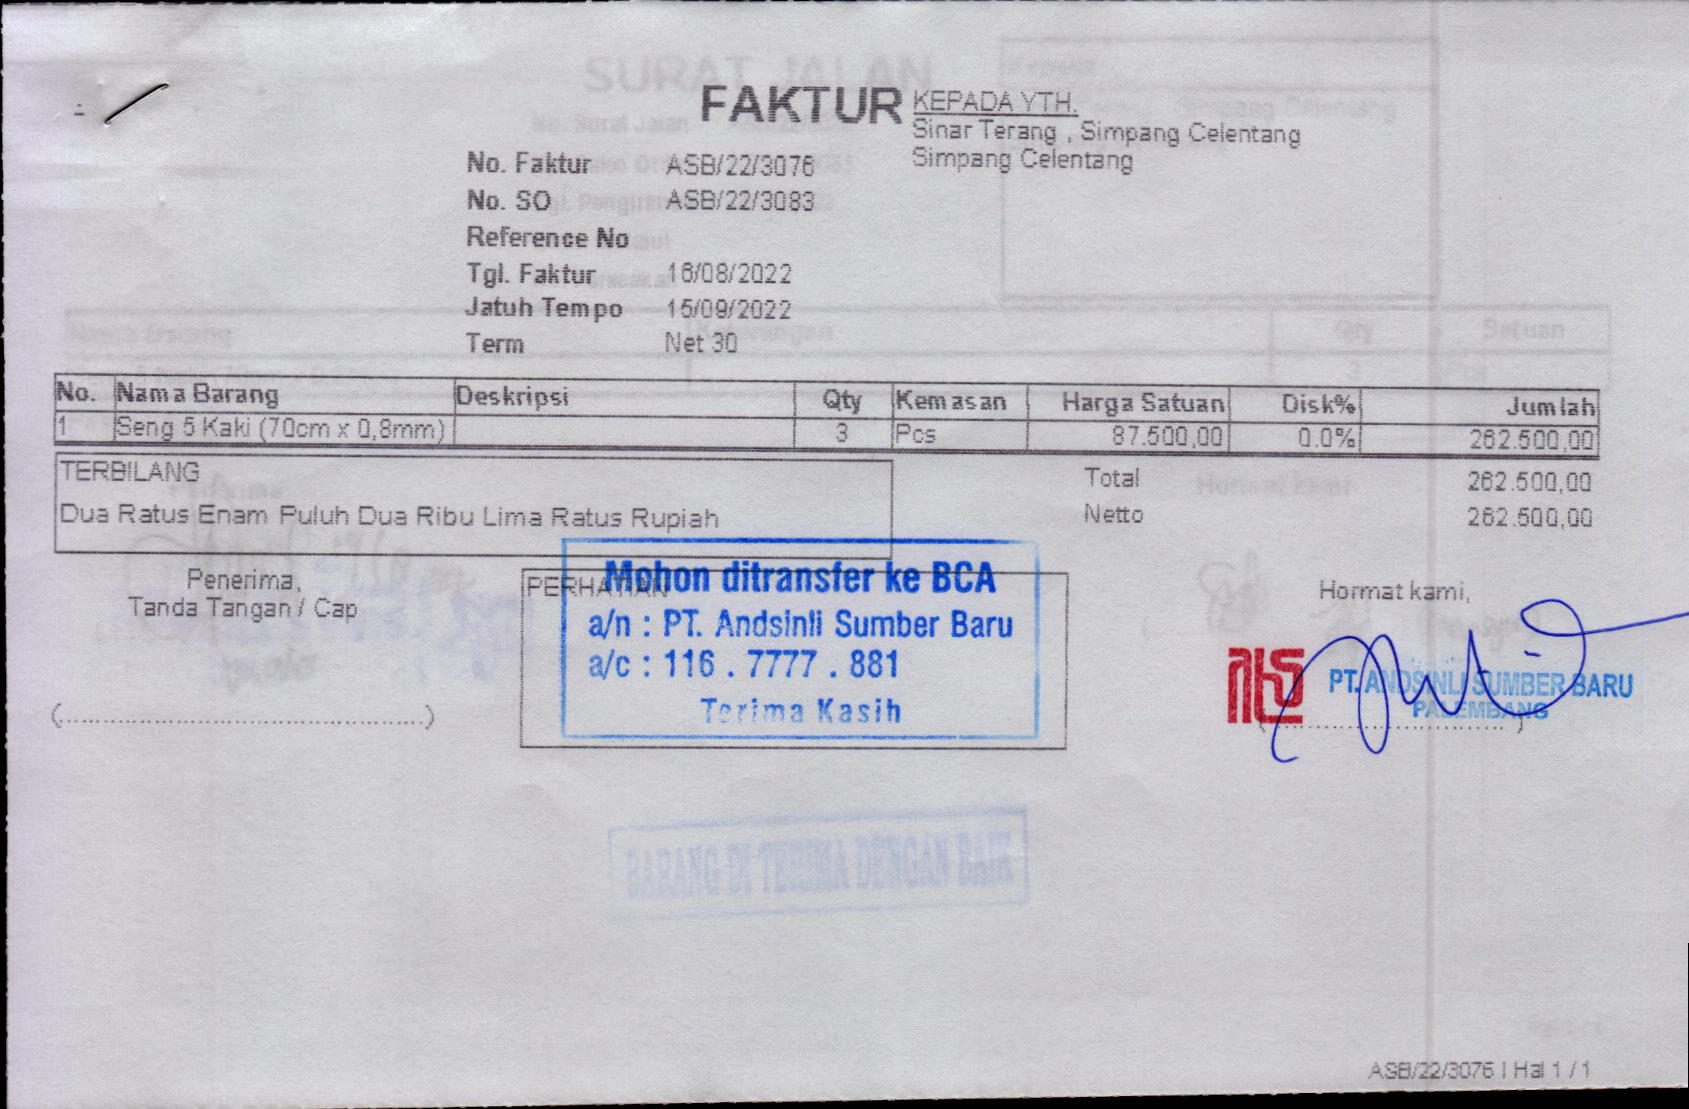 FAKTUR
KEPADA YTH.
Sinar Terang , Simpang Celentang
Simpang Celentang
No. Faktur ASB/22/3076
No. SO ASB/22/3083
Reference No
Tgl. Faktur 16/08/2022
Jatuh Tempo 15/09/2022
Term Net 30
No. Nama Barang Deskripsi Qty Kemasan Harga Satuan Disk% Jumlah
1 Seng 5 Kaki (70cm x 0,8mm) 3 Pcs 87.500,00 0.0% 262.500,00
TERBILANG
Dua Ratus Enam Puluh Dua Ribu Lima Ratus Rupiah
Total 262.500,00
Netto 262.500,00
Penerima,
Tanda Tangan / Cap
(..............................................)
PERHATIAN
Mohon ditransfer ke BCA
a/n : PT. Andsinli Sumber Baru
a/c : 116 . 7777 . 881
Terima Kasih
Hormat kami,
PT. ANDSINLI SUMBER BARU
PALEMBANG
SURAT JALAN
Qty Satuan
BARANG DI TERIMA DENGAN BAIK
ASB/22/3076 | Hal 1 / 1